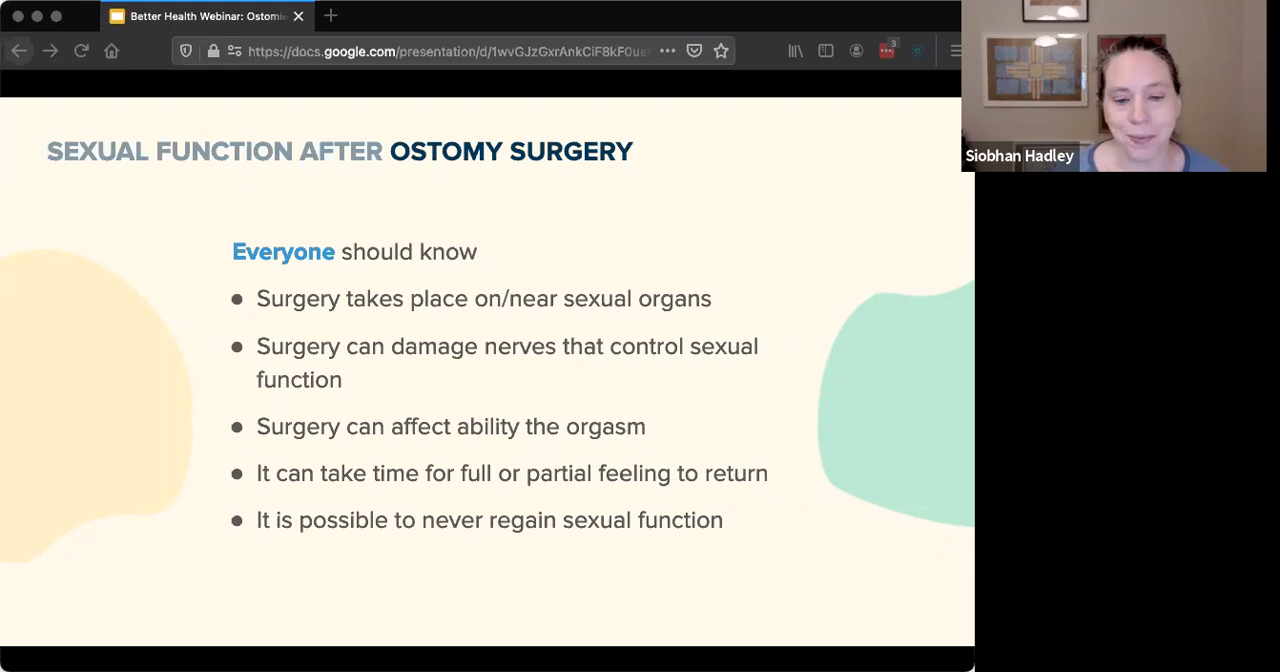 Better Health Webinar: Ostomi
https://docs.google.com/presentation/d/1wvGJzGxrAnkCiF8kF0uer
3
Siobhan Hadley
SEXUAL FUNCTION AFTER OSTOMY SURGERY
Everyone should know
● Surgery takes place on/near sexual organs
● Surgery can damage nerves that control sexual
function
● Surgery can affect ability the orgasm
● It can take time for full or partial feeling to return
● It is possible to never regain sexual function